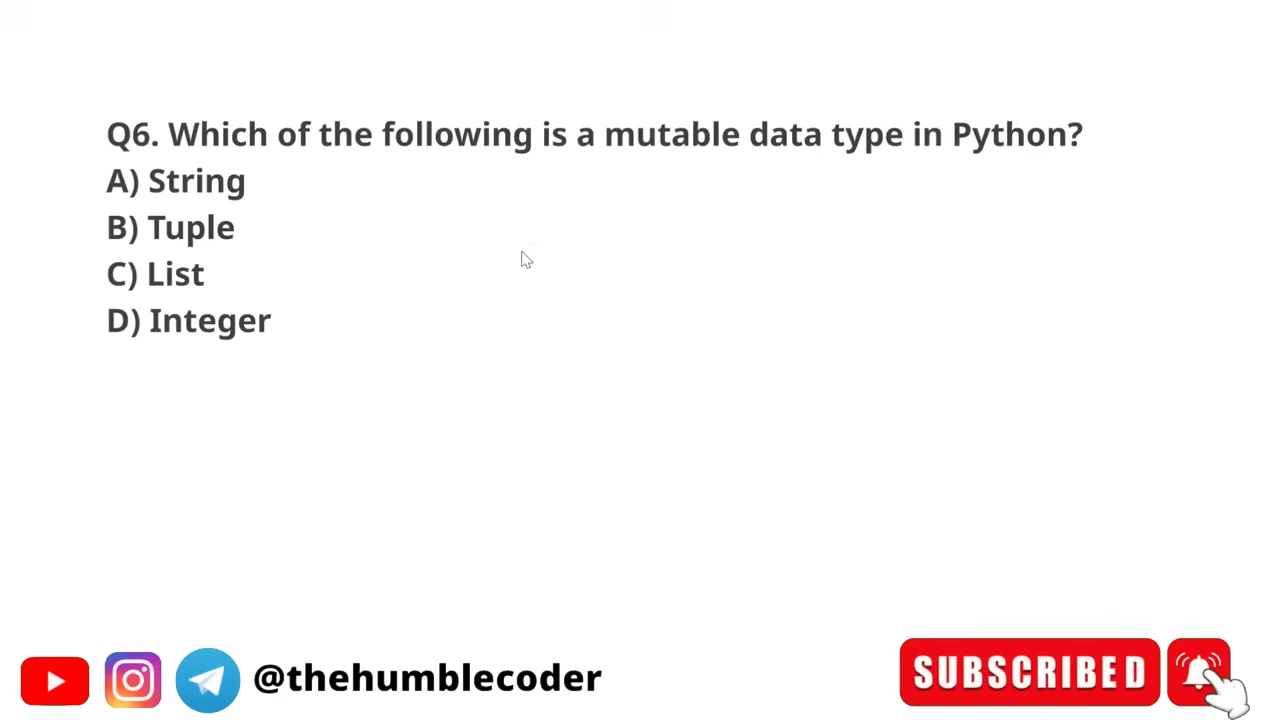 Q6. Which of the following is a mutable data type in Python?
A) String
B) Tuple
C) List
D) Integer
@thehumblecoder
SUBSCRIBED